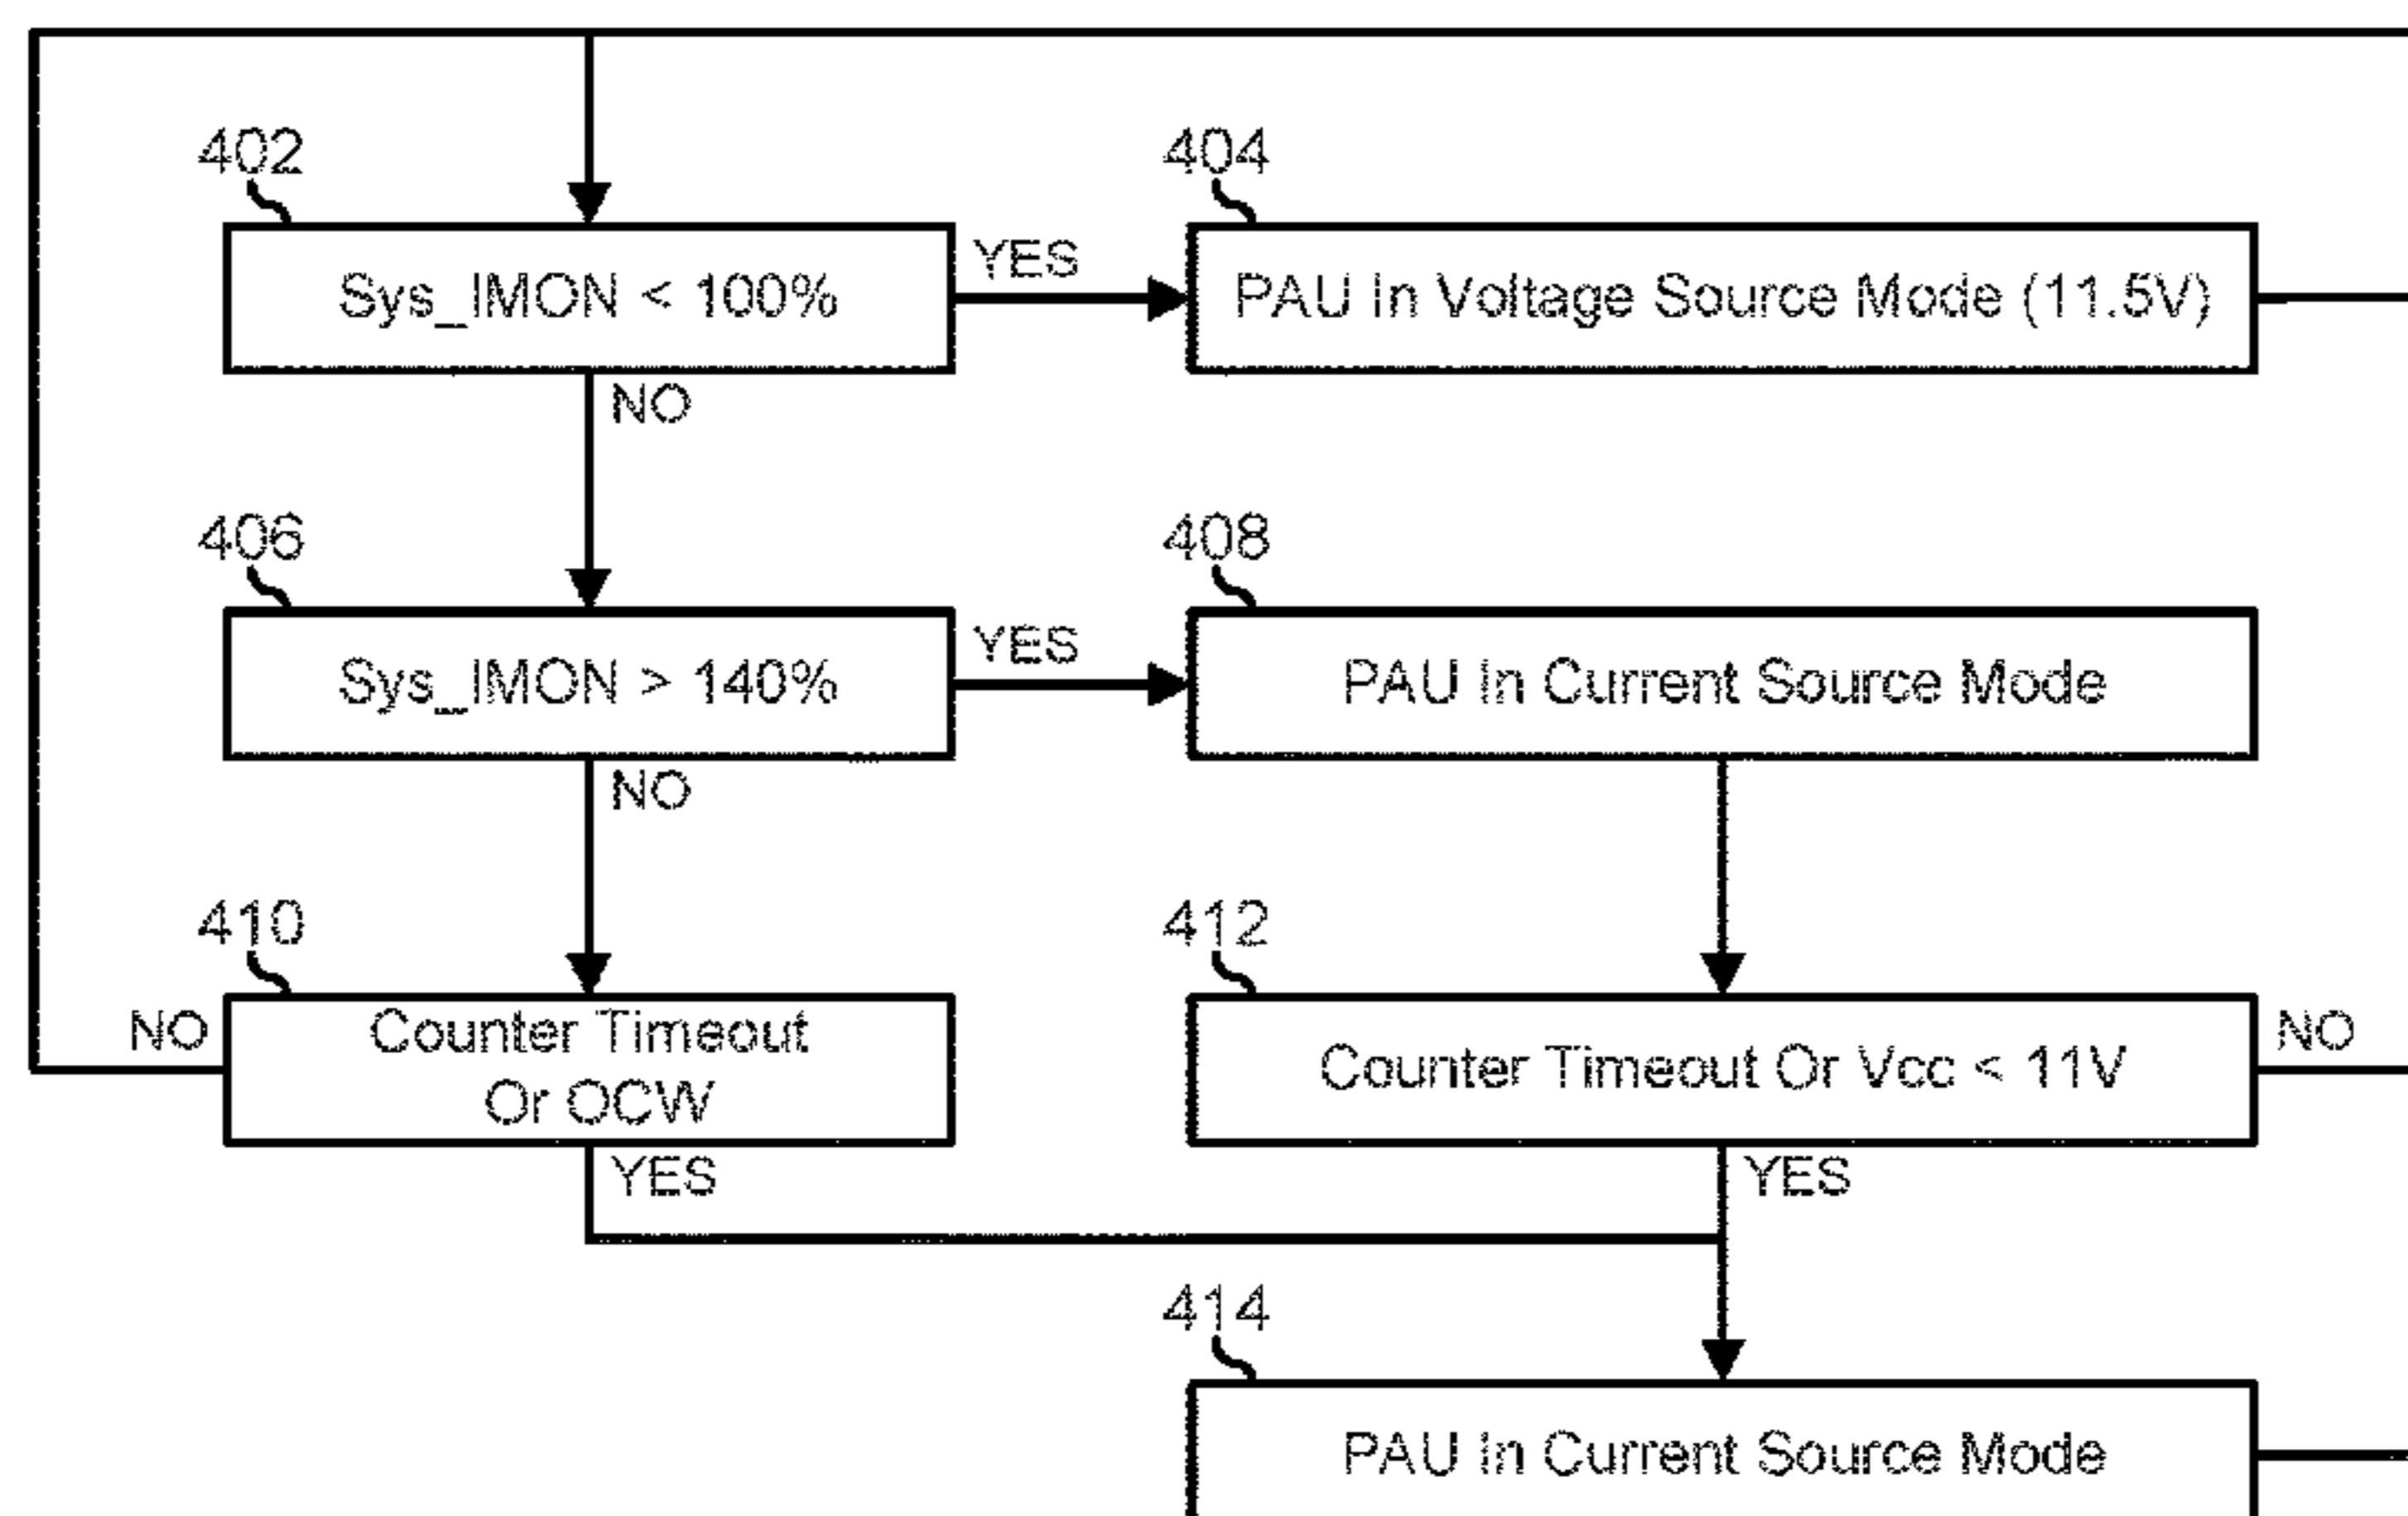 402
404
Sys_IMON < 100%
YES
PAU In Voltage Source Mode (11.5V)
NO
406
408
Sys_IMON > 140%
YES
PAU In Current Source Mode
NO
410
412
NO
Counter Timeout
Or OCW
Counter Timeout Or Vcc < 11V
NO
YES
YES
414
PAU In Current Source Mode